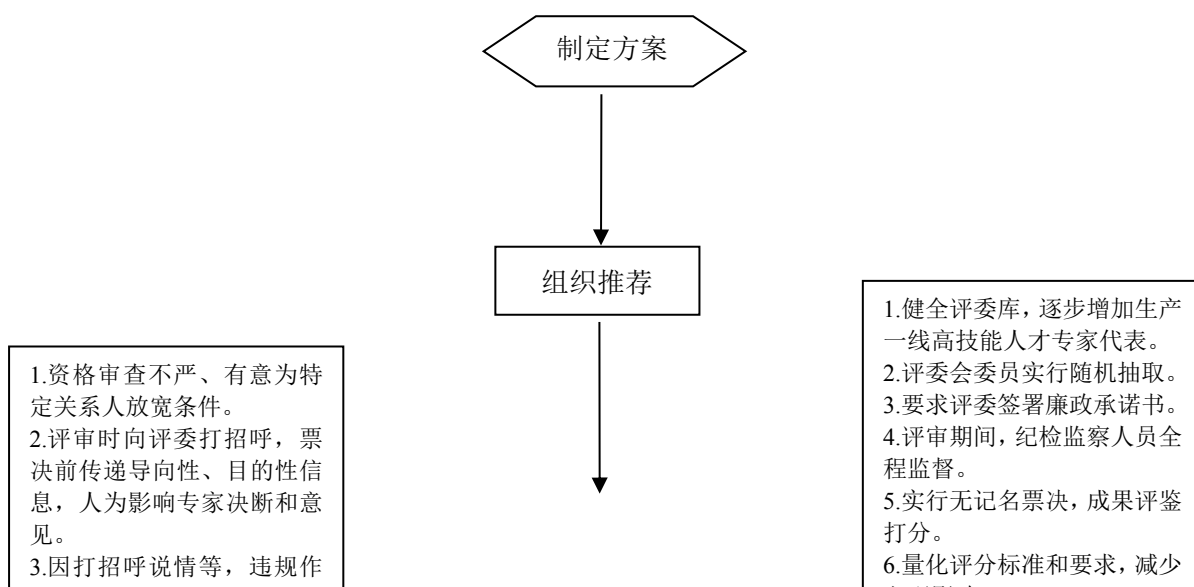 制定方案
组织推荐
1.资格审查不严、有意为特
定关系人放宽条件。
2.评审时向评委打招呼，票
决前传递导向性、目的性信
息，人为影响专家决断和意
见。
3.因打招呼说情等，违规作
1.健全评委库，逐步增加生产
一线高技能人才专家代表。
2.评委会委员实行随机抽取。
3.要求评委签署廉政承诺书。
4.评审期间，纪检监察人员全
程监督。
5.实行无记名票决，成果评鉴
打分。
6.量化评分标准和要求，减少